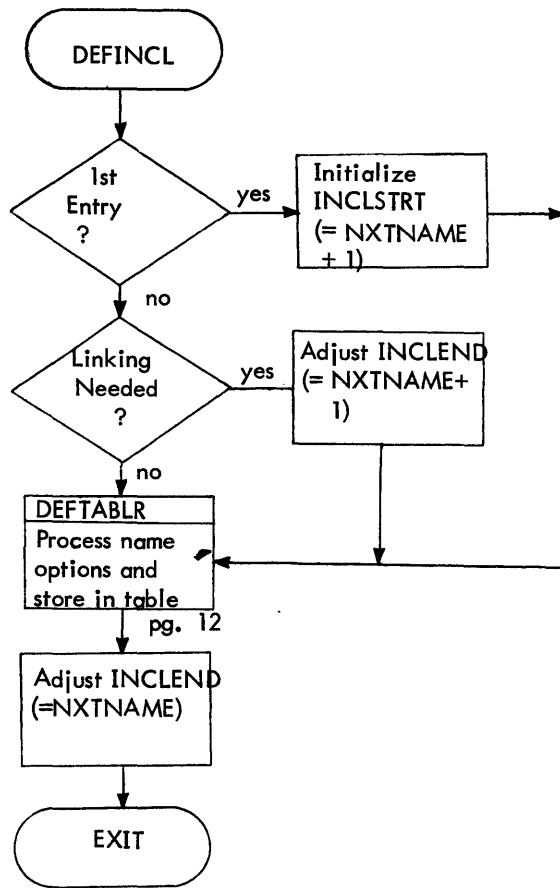 DEFINCL
1st
Entry
?
yes
Initialize
INCLSTRT
(= NXTNAME
+ 1)
no
Linking
Needed
?
yes
Adjust INCLEND
(= NXTNAME+
1)
no
DEFTABLR
Process name
options and
store in table
pg. 12
Adjust INCLEND
(=NXTNAME)
EXIT